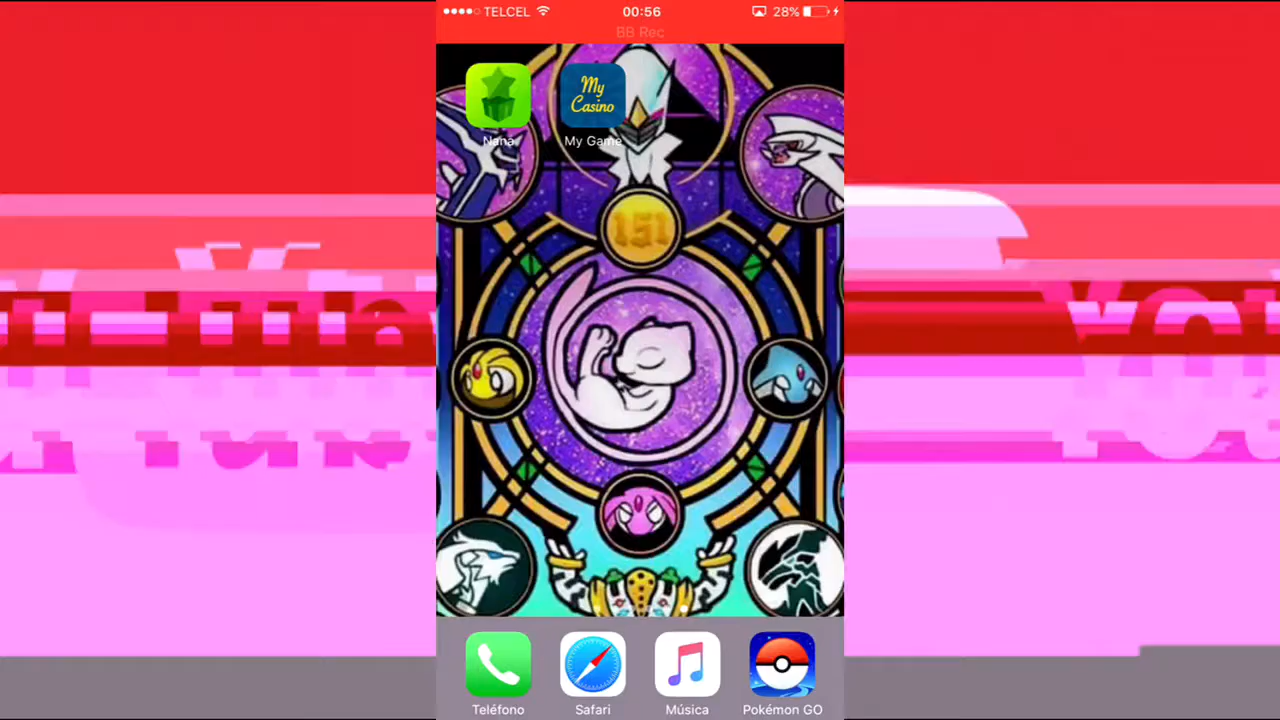 TELCEL
00:56
28%
BB Rec
My
Casino
Nana
My Game
151
Teléfono
Safari
Música
Pokémon GO